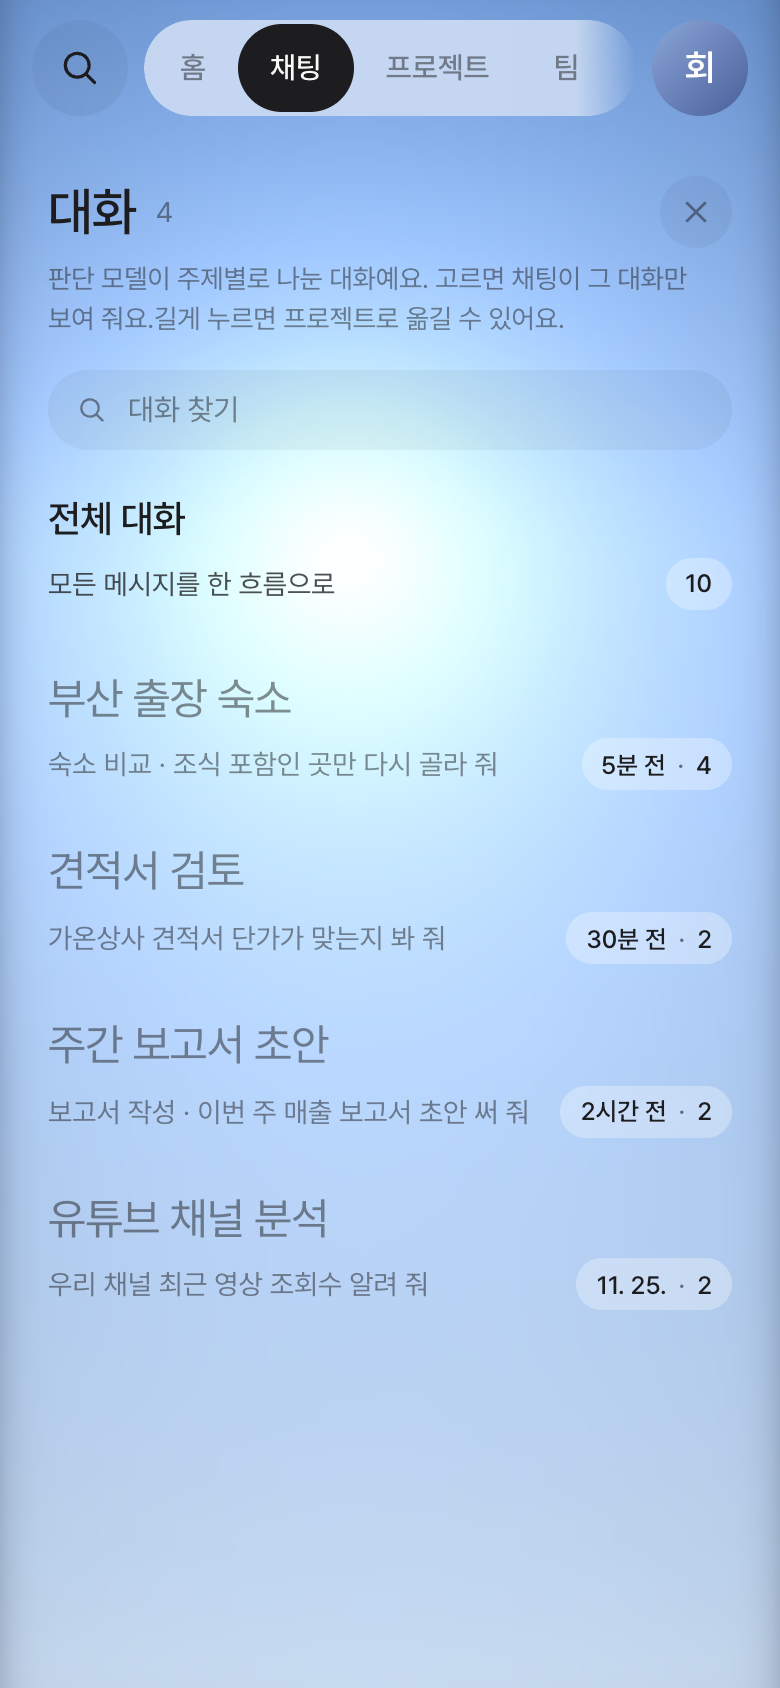 홈 채팅 프로젝트 팀 회
대화 4
판단 모델이 주제별로 나눈 대화예요. 고르면 채팅이 그 대화만
보여 줘요.길게 누르면 프로젝트로 옮길 수 있어요.
대화 찾기
전체 대화
모든 메시지를 한 흐름으로 10
부산 출장 숙소
숙소 비교 · 조식 포함인 곳만 다시 골라 줘 5분 전 · 4
견적서 검토
가온상사 견적서 단가가 맞는지 봐 줘 30분 전 · 2
주간 보고서 초안
보고서 작성 · 이번 주 매출 보고서 초안 써 줘 2시간 전 · 2
유튜브 채널 분석
우리 채널 최근 영상 조회수 알려 줘 11. 25. · 2